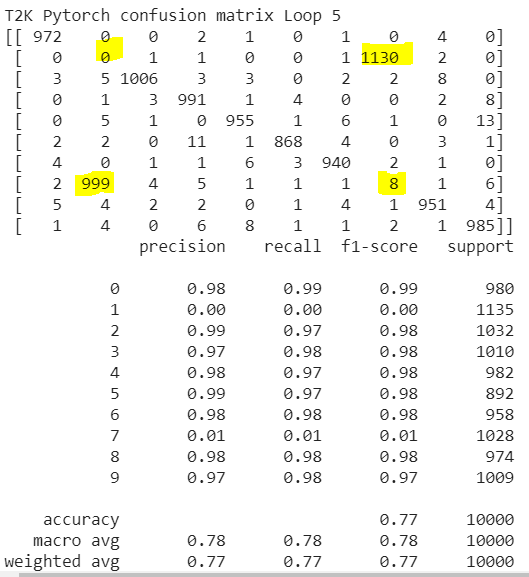 T2K Pytorch confusion matrix Loop 5
[[ 972 0 0 2 1 0 1 0 4 0]
[ 0 0 1 1 0 0 1 1130 2 0]
[ 3 5 1006 3 3 0 2 2 8 0]
[ 0 1 3 991 1 4 0 0 2 8]
[ 0 5 1 0 955 1 6 1 0 13]
[ 2 2 0 11 1 868 4 0 3 1]
[ 4 0 1 1 6 3 940 2 1 0]
[ 2 999 4 5 1 1 1 8 1 6]
[ 5 4 2 2 0 1 4 1 951 4]
[ 1 4 0 6 8 1 1 2 1 985]]
precision recall f1-score support
0 0.98 0.99 0.99 980
1 0.00 0.00 0.00 1135
2 0.99 0.97 0.98 1032
3 0.97 0.98 0.98 1010
4 0.98 0.97 0.98 982
5 0.99 0.97 0.98 892
6 0.98 0.98 0.98 958
7 0.01 0.01 0.01 1028
8 0.98 0.98 0.98 974
9 0.97 0.98 0.97 1009
accuracy 0.77 10000
macro avg 0.78 0.78 0.78 10000
weighted avg 0.77 0.77 0.77 10000